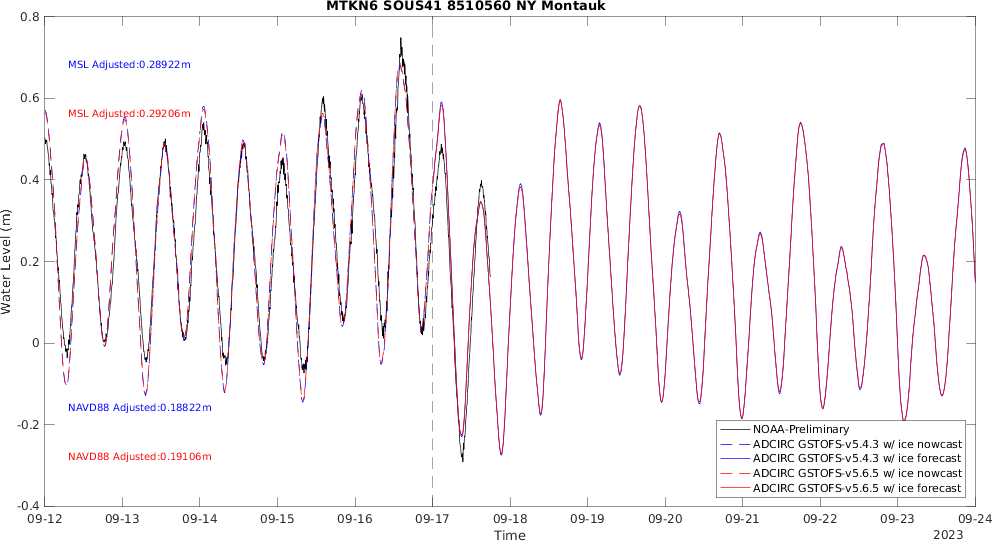 MTKN6 SOUS41 8510560 NY Montauk
0.8
MSL Adjusted:0.28922m
0.6
MSL Adjusted:0.29206m
0.4
Water Level (m)
0.2
0
NAVD88 Adjusted:0.18822m
-0.2
NAVD88 Adjusted:0.19106m
NOAA-Preliminary
ADCIRC GSTOFS-v5.4.3 w/ ice nowcast
ADCIRC GSTOFS-v5.4.3 w/ ice forecast
ADCIRC GSTOFS-v5.6.5 w/ ice nowcast
ADCIRC GSTOFS-v5.6.5 w/ ice forecast
-0.4
09-12 09-13 09-14 09-15 09-16 09-17 09-18 09-19 09-20 09-21 09-22 09-23 09-24
Time
2023